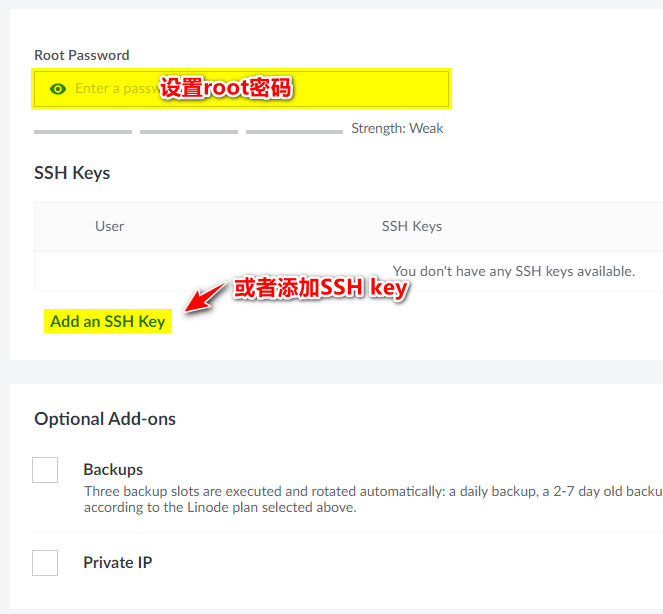 Root Password
Enter a passw
设置root密码
Strength: Weak
SSH Keys
User SSH Keys
You don't have any SSH keys available.
或者添加SSH key
Add an SSH Key
Optional Add-ons
Backups
Three backup slots are executed and rotated automatically: a daily backup, a 2-7 day old backu
according to the Linode plan selected above.
Private IP